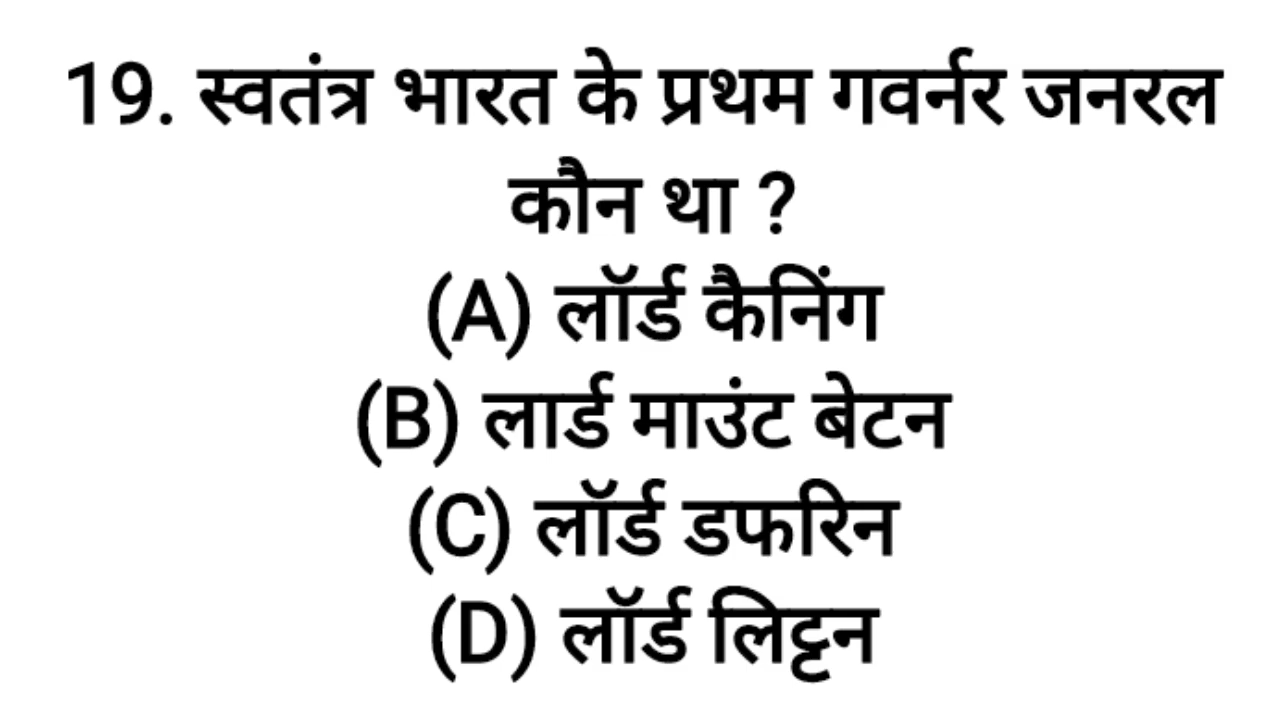 19. स्वतंत्र भारत के प्रथम गवर्नर जनरल
कौन था ?
(A) लॉर्ड कैनिंग
(B) लार्ड माउंट बेटन
(C) लॉर्ड डफरिन
(D) लॉर्ड लिट्टन